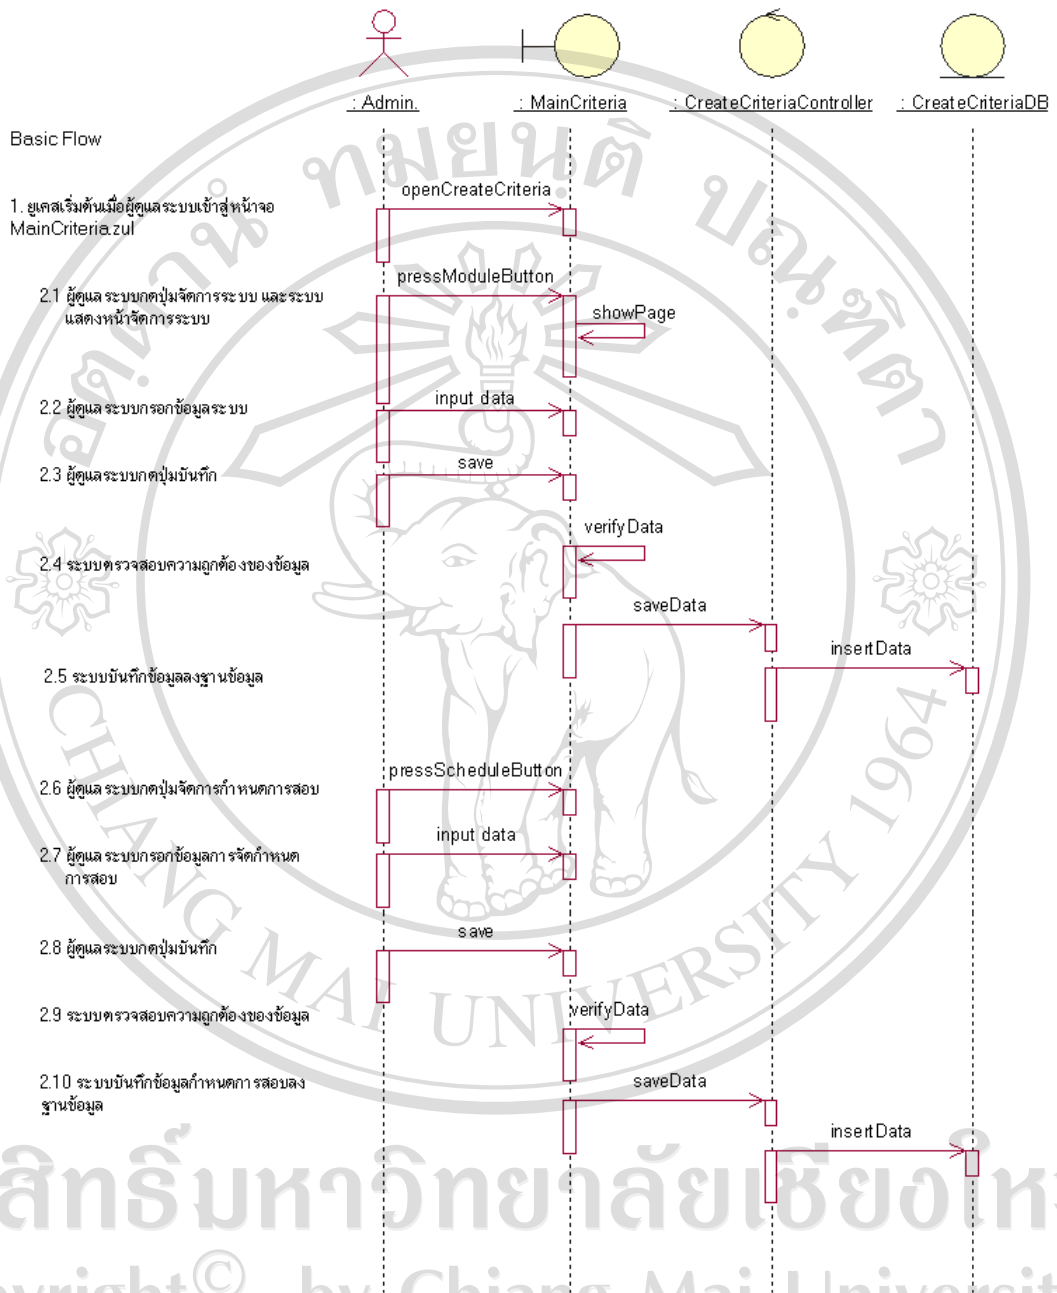 : Admin.
: MainCriteria
: CreateCriteriaController
: CreateCriteriaDB
Basic Flow
openCreateCriteria
1. ยูเคสเริ่มต้นเมื่อผู้ดูแลระบบเข้าสู่หน้าจอ
MainCriteria.zul
pressModuleButton
2.1 ผู้ดูแลระบบกดปุ่มจัดการระบบ และระบบ
แสดงหน้าจัดการระบบ
showPage
input data
2.2 ผู้ดูแลระบบกรอกข้อมูลระบบ
save
2.3 ผู้ดูแลระบบกดปุ่มบันทึก
verifyData
2.4 ระบบตรวจสอบความถูกต้องของข้อมูล
saveData
insertData
2.5 ระบบบันทึกข้อมูลลงฐานข้อมูล
pressScheduleButton
2.6 ผู้ดูแลระบบกดปุ่มจัดการกำหนดการสอบ
input data
2.7 ผู้ดูแลระบบกรอกข้อมูลการจัดกำหนด
การสอบ
save
2.8 ผู้ดูแลระบบกดปุ่มบันทึก
verifyData
2.9 ระบบตรวจสอบความถูกต้องของข้อมูล
2.10 ระบบบันทึกข้อมูลกำหนดการสอบลง
ฐานข้อมูล
saveData
insertData
CHIANG MAI UNIVERSITY 1964
สิทธิ์มหาวิทยาลัยเชียงให
yright© by Chiang Mai Universit